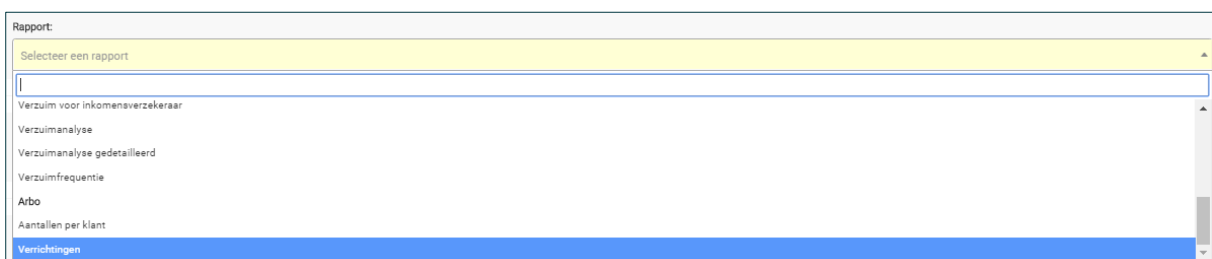 Rapport:
Selecteer een rapport
Verzuim voor inkomensverzekeraar
Verzuimanalyse
Verzuimanalyse gedetailleerd
Verzuimfrequentie
Arbo
Aantallen per klant
Verrichtingen